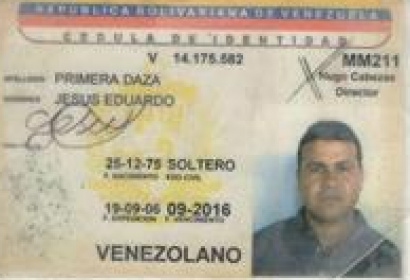 REPUBLICA BOLIVARIANA DE VENEZUELA
CEDULA DE IDENTIDAD
V 14.175.582 MM211
APELLIDOS PRIMERA DAZA Hugo Cabezas
Director
NOMBRES JESUS EDUARDO
Jesus
25-12-75 SOLTERO
F. NACIMIENTO EDO CIVIL
19-09-06 09-2016
F. EXPEDICION F. VENCIMIENTO
VENEZOLANO